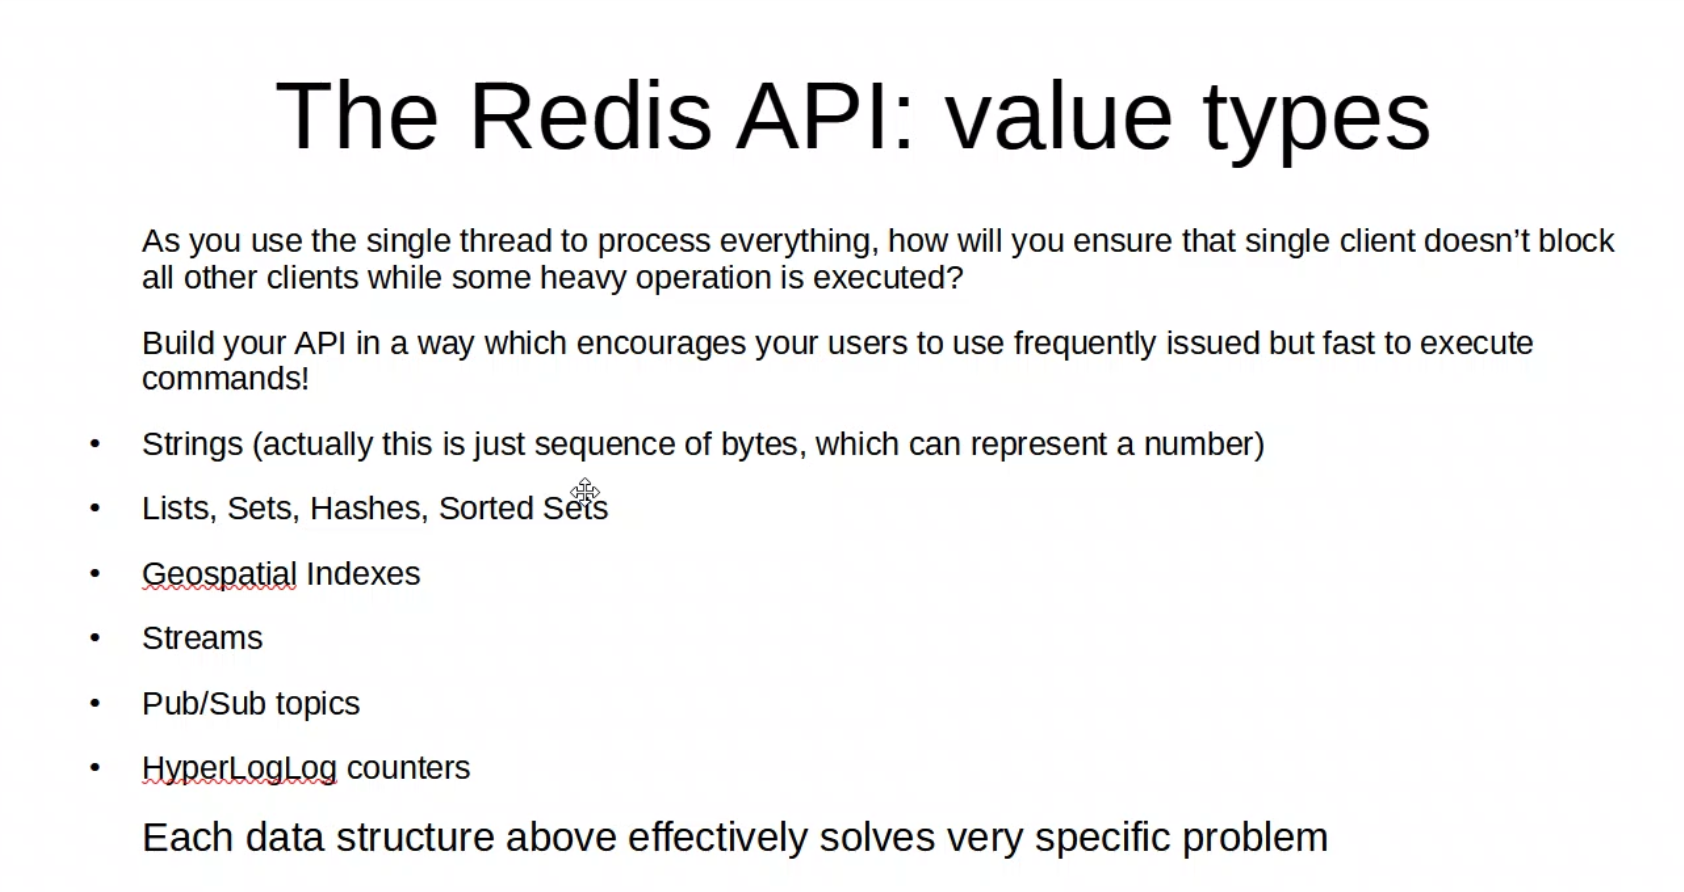 The Redis API: value types
As you use the single thread to process everything, how will you ensure that single client doesn’t block
all other clients while some heavy operation is executed?
Build your API in a way which encourages your users to use frequently issued but fast to execute
commands!
• Strings (actually this is just sequence of bytes, which can represent a number)
• Lists, Sets, Hashes, Sorted Sets
• Geospatial Indexes
• Streams
• Pub/Sub topics
• HyperLogLog counters
Each data structure above effectively solves very specific problem